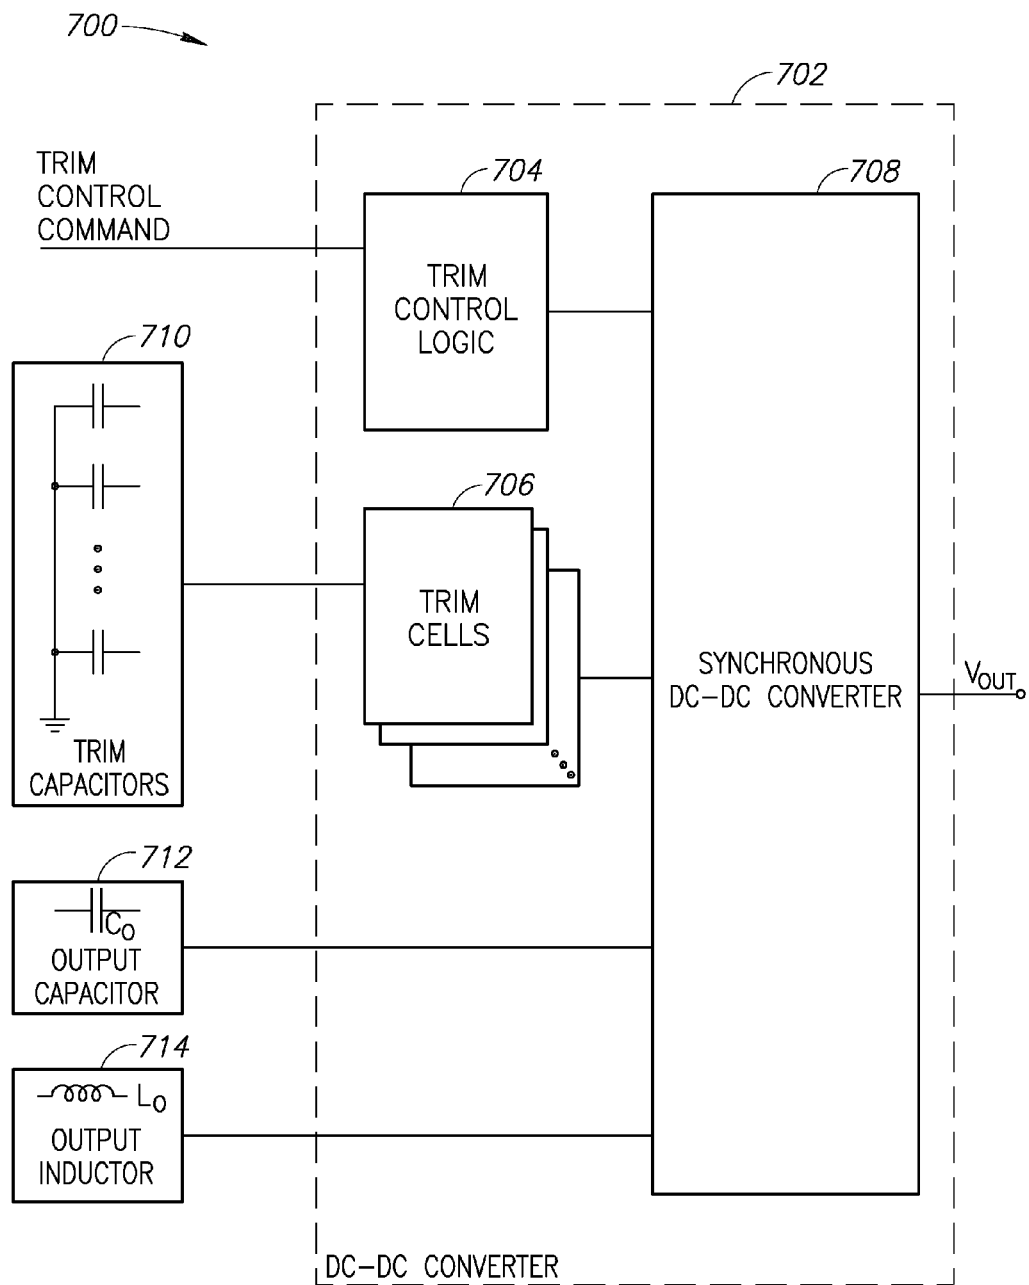 700
702
TRIM
CONTROL
COMMAND
704
TRIM
CONTROL
LOGIC
708
SYNCHRONOUS
DC-DC CONVERTER
VOUT
710
TRIM
CAPACITORS
706
TRIM
CELLS
712
CO
OUTPUT
CAPACITOR
714
LO
OUTPUT
INDUCTOR
DC-DC CONVERTER